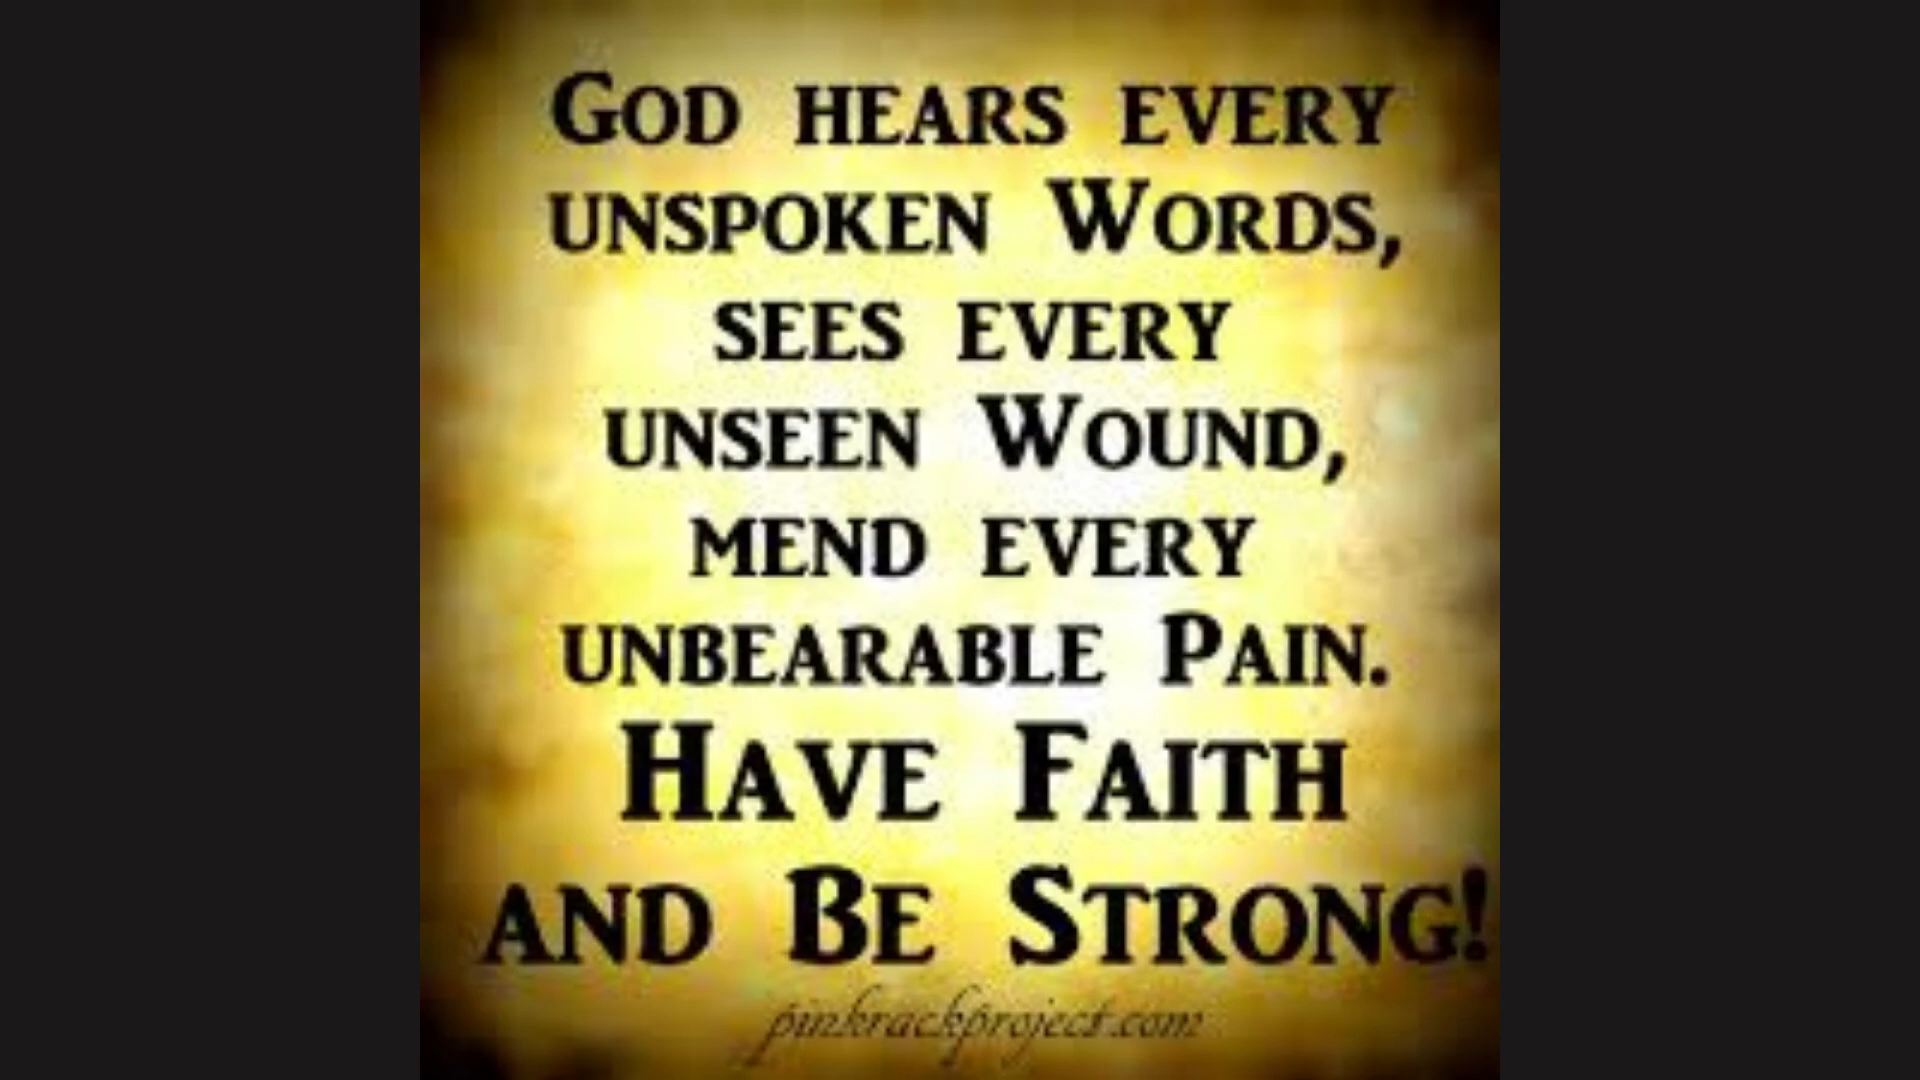 God hears every
unspoken Words,
sees every
unseen Wound,
mend every
unbearable Pain.
Have Faith
and Be Strong!
pinkrackproject.com